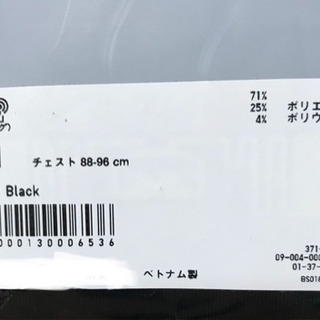 71%
25% ポリエ
4% ポリウ
チェスト 88-96 cm
Black
000130006536
371-
09-004-000
01-37-
ベトナム製
BS018